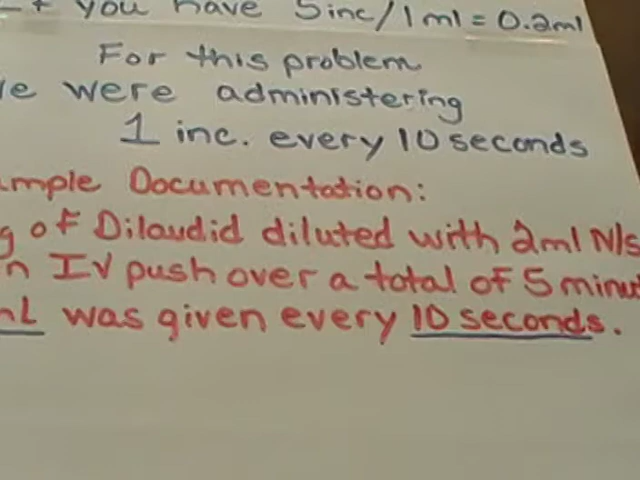 you have 5inc/1ml = 0.2ml
For this problem
were administering
1 inc. every 10 seconds
Documentation:
of Dilaudid diluted with 2ml N/s
IV push over a total of 5
was given every 10 seconds.